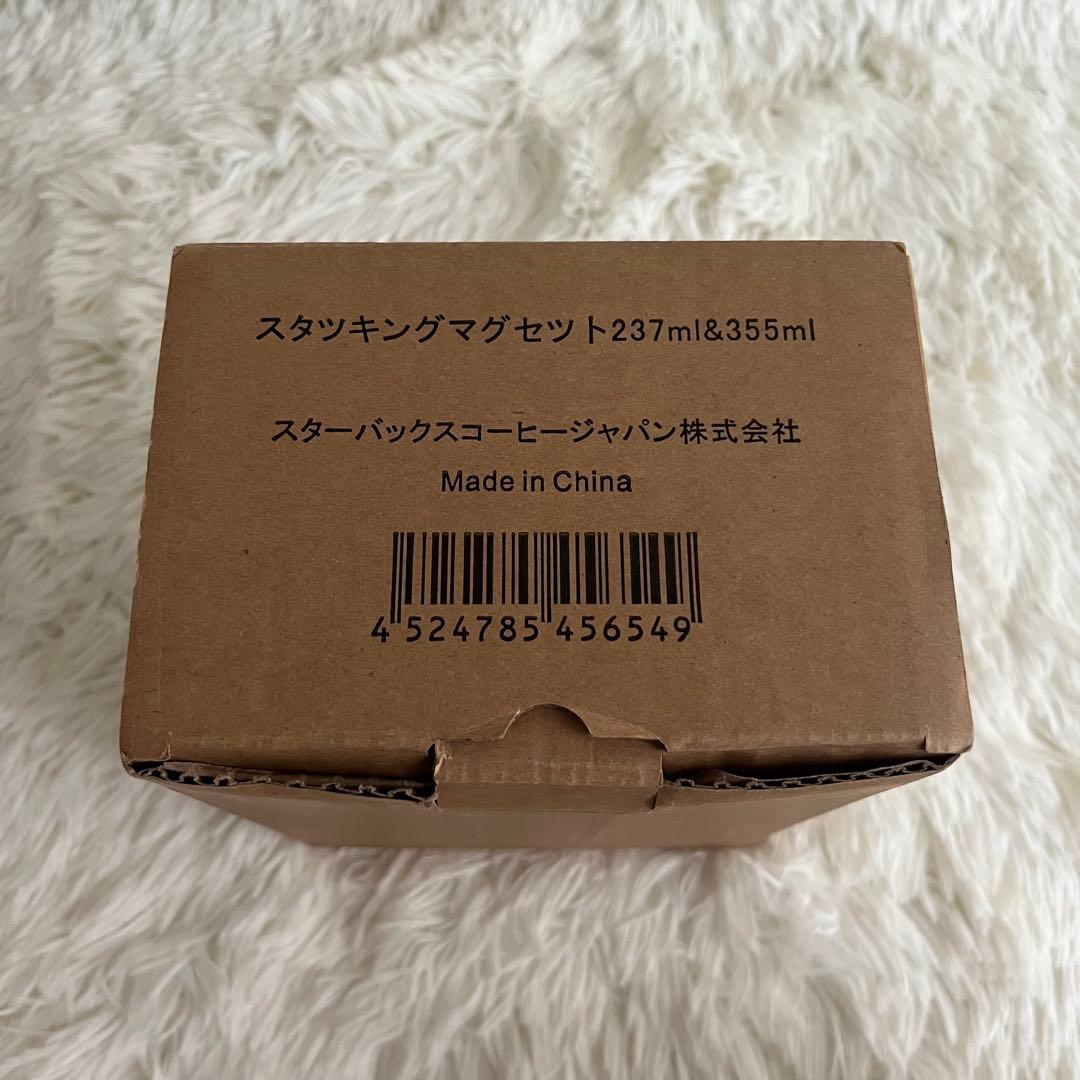 スタツキングマグセツト237ml&355ml
スターバックスコーヒージャパン株式会社
Made in China
4 524785 456549